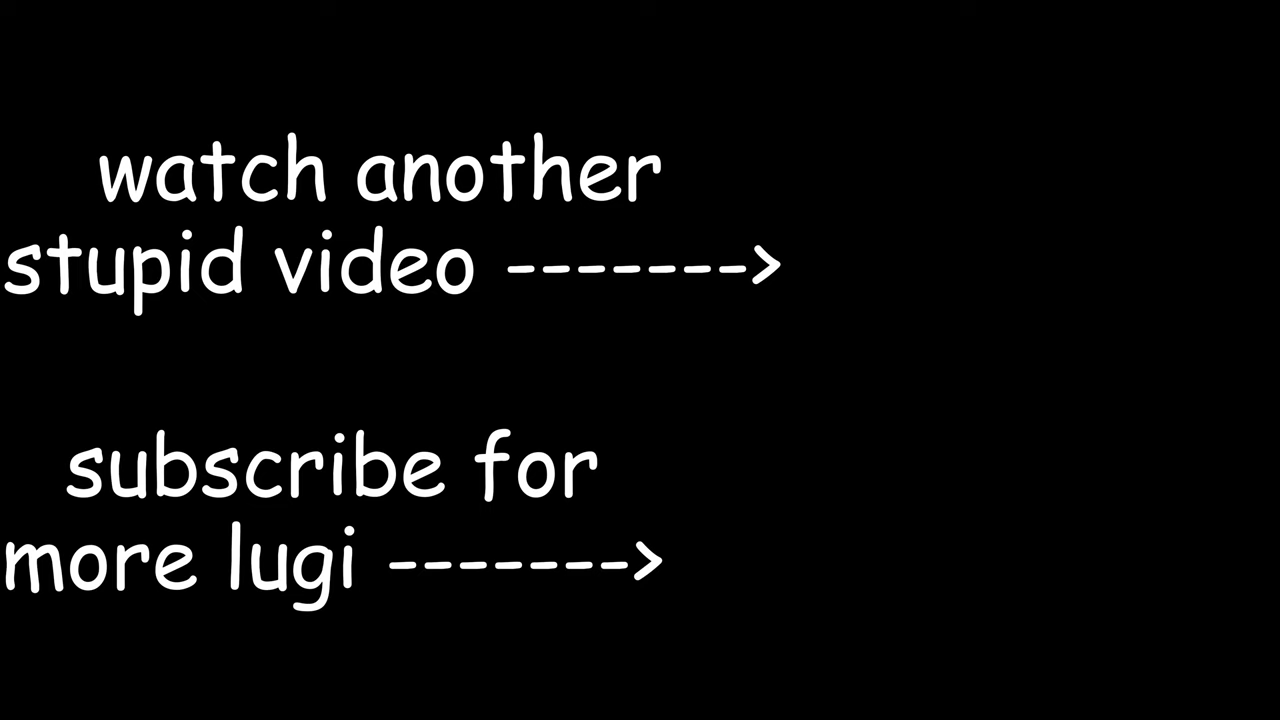 watch another
stupid video ------->
subscribe for
more lugi ------->